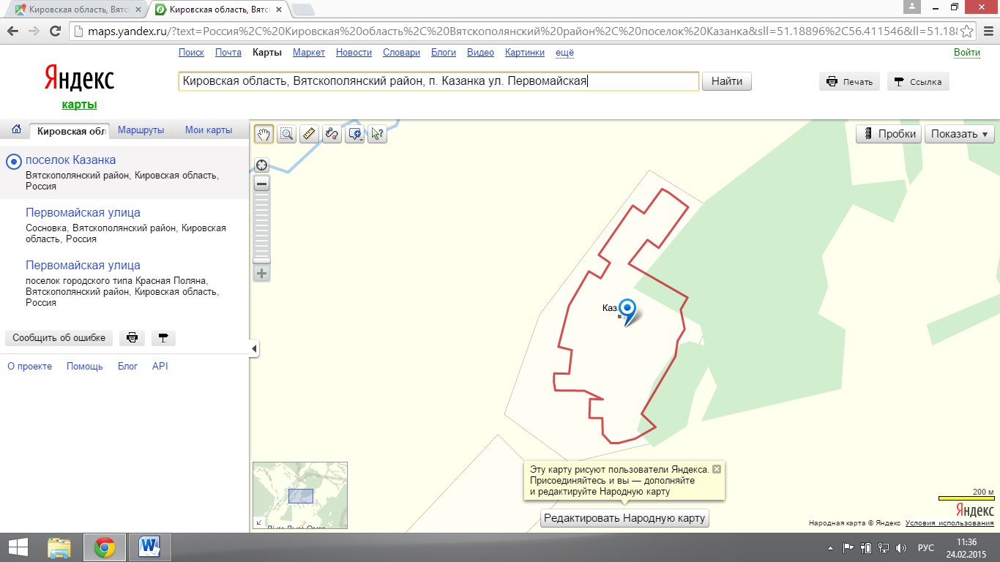 Кировская область, Вятс
Кировская область, Вятс
maps.yandex.ru/?text=Россия%2C%20Кировская%20область%2C%20Вятскополянский%20район%2C%20поселок%20Казанка&sll=51.18896%2C56.411546&ll=51.188
Поиск Почта Карты Маркет Новости Словари Блоги Видео Картинки ещё
Войти
Яндекс
карты
Кировская область, Вятскополянский район, п. Казанка ул. Первомайская
Найти
Печать
Ссылка
Кировская обл
Маршруты
Мои карты
Пробки
Показать
поселок Казанка
Вятскополянский район, Кировская область,
Россия
Первомайская улица
Сосновка, Вятскополянский район, Кировская
область, Россия
Первомайская улица
поселок городского типа Красная Поляна,
Вятскополянский район, Кировская область,
Россия
Сообщить об ошибке
О проекте Помощь Блог API
Каз
Эту карту рисуют пользователи Яндекса.
Присоединяйтесь и вы — дополняйте
и редактируйте Народную карту
Редактировать Народную карту
200 м
Яндекс
Народная карта © Яндекс Условия использования
РУС
11:36
24.02.2015